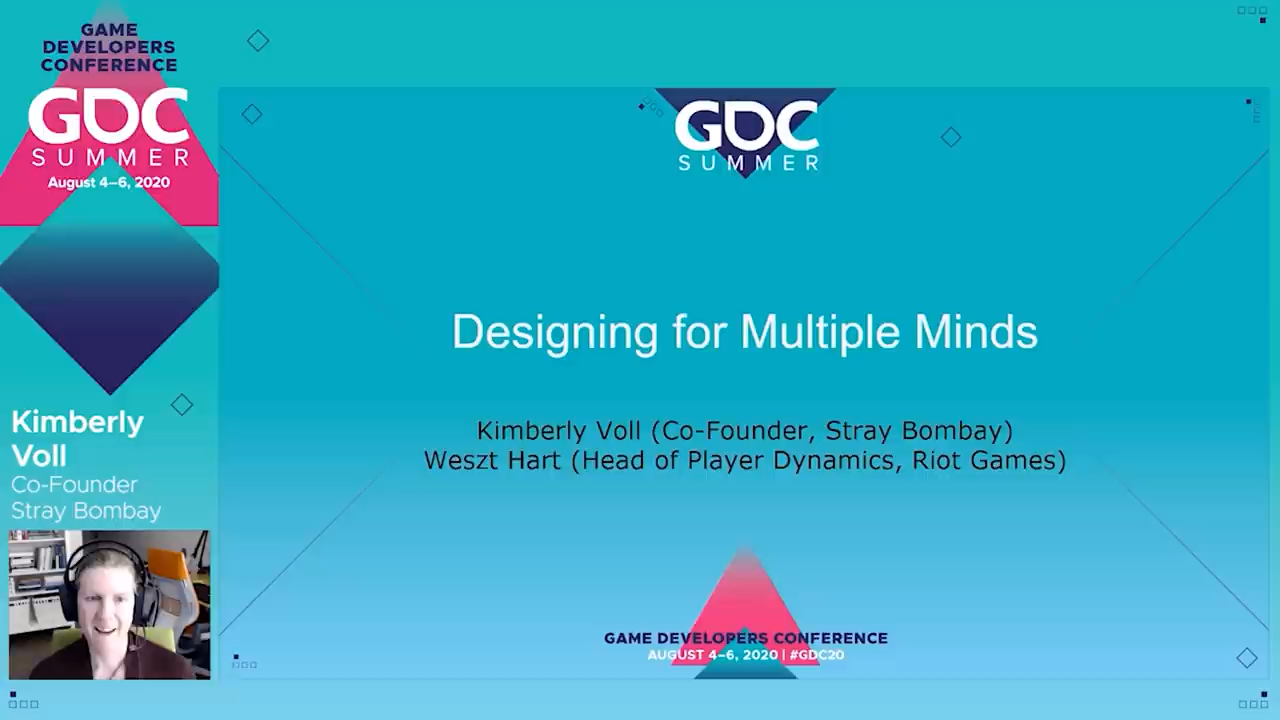 GAME
DEVELOPERS
CONFERENCE
GDC
SUMMER
August 4–6, 2020
Kimberly
Voll
Co-Founder
Stray Bombay
GDC
SUMMER
Designing for Multiple Minds
Kimberly Voll (Co-Founder, Stray Bombay)
Weszt Hart (Head of Player Dynamics, Riot Games)
GAME DEVELOPERS CONFERENCE
AUGUST 4–6, 2020 | #GDC20